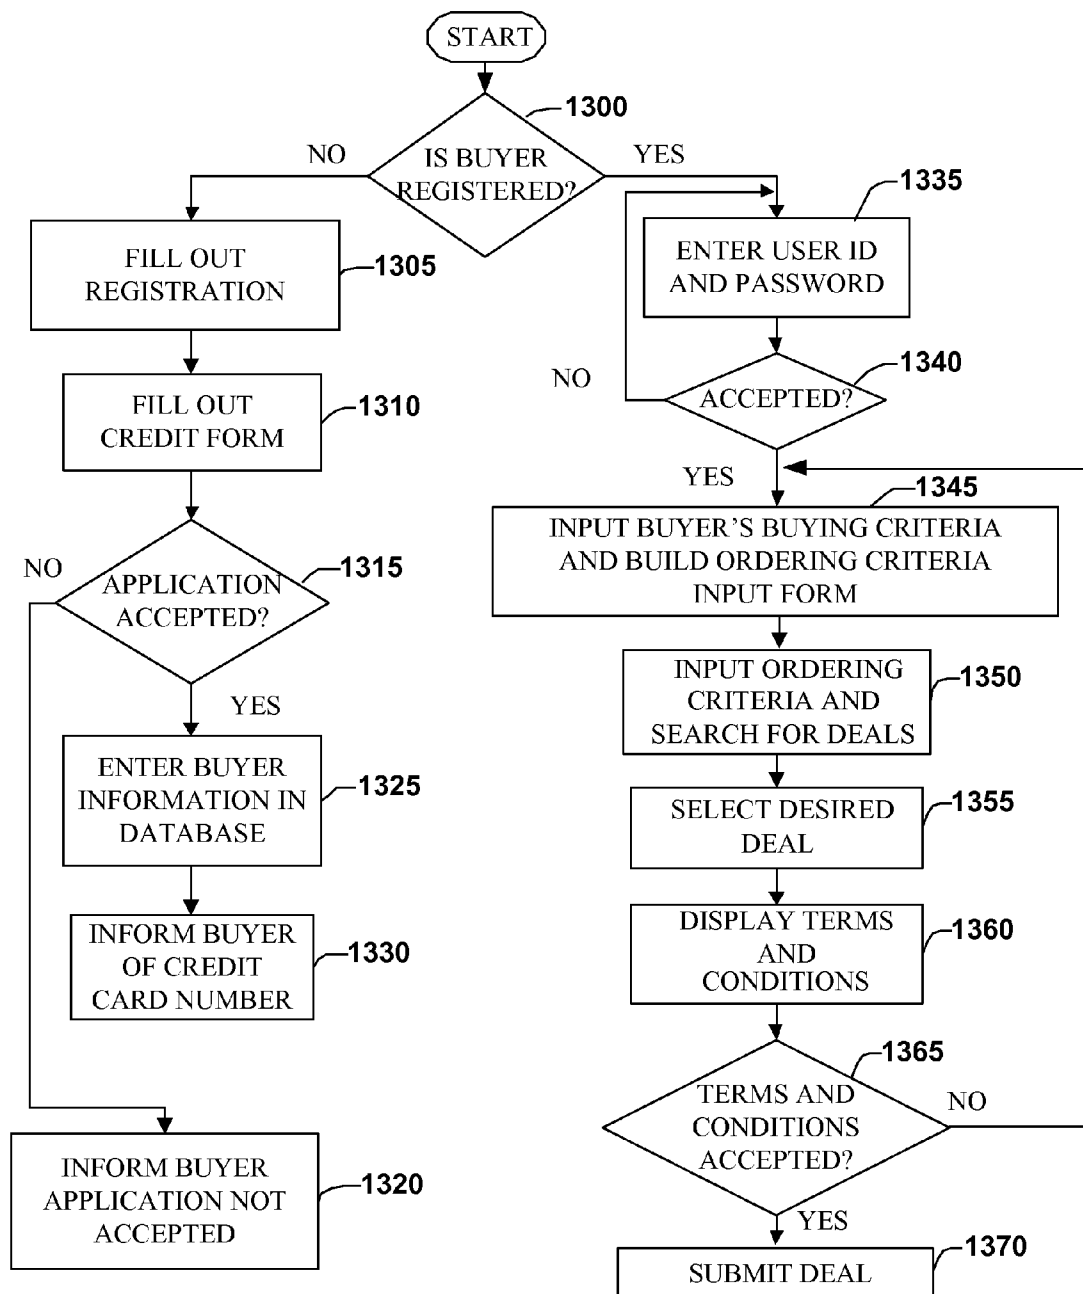 START
1300
NO
IS BUYER
REGISTERED?
YES
FILL OUT
REGISTRATION
1305
FILL OUT
CREDIT FORM
1310
APPLICATION
ACCEPTED?
1315
NO
YES
ENTER BUYER
INFORMATION IN
DATABASE
1325
INFORM BUYER
OF CREDIT
CARD NUMBER
1330
INFORM BUYER
APPLICATION NOT
ACCEPTED
1320
1335
ENTER USER ID
AND PASSWORD
1340
ACCEPTED?
NO
YES
1345
INPUT BUYER’S BUYING CRITERIA
AND BUILD ORDERING CRITERIA
INPUT FORM
INPUT ORDERING
CRITERIA AND
SEARCH FOR DEALS
1350
SELECT DESIRED
DEAL
1355
DISPLAY TERMS
AND
CONDITIONS
1360
1365
TERMS AND
CONDITIONS
ACCEPTED?
NO
YES
1370
SUBMIT DEAL